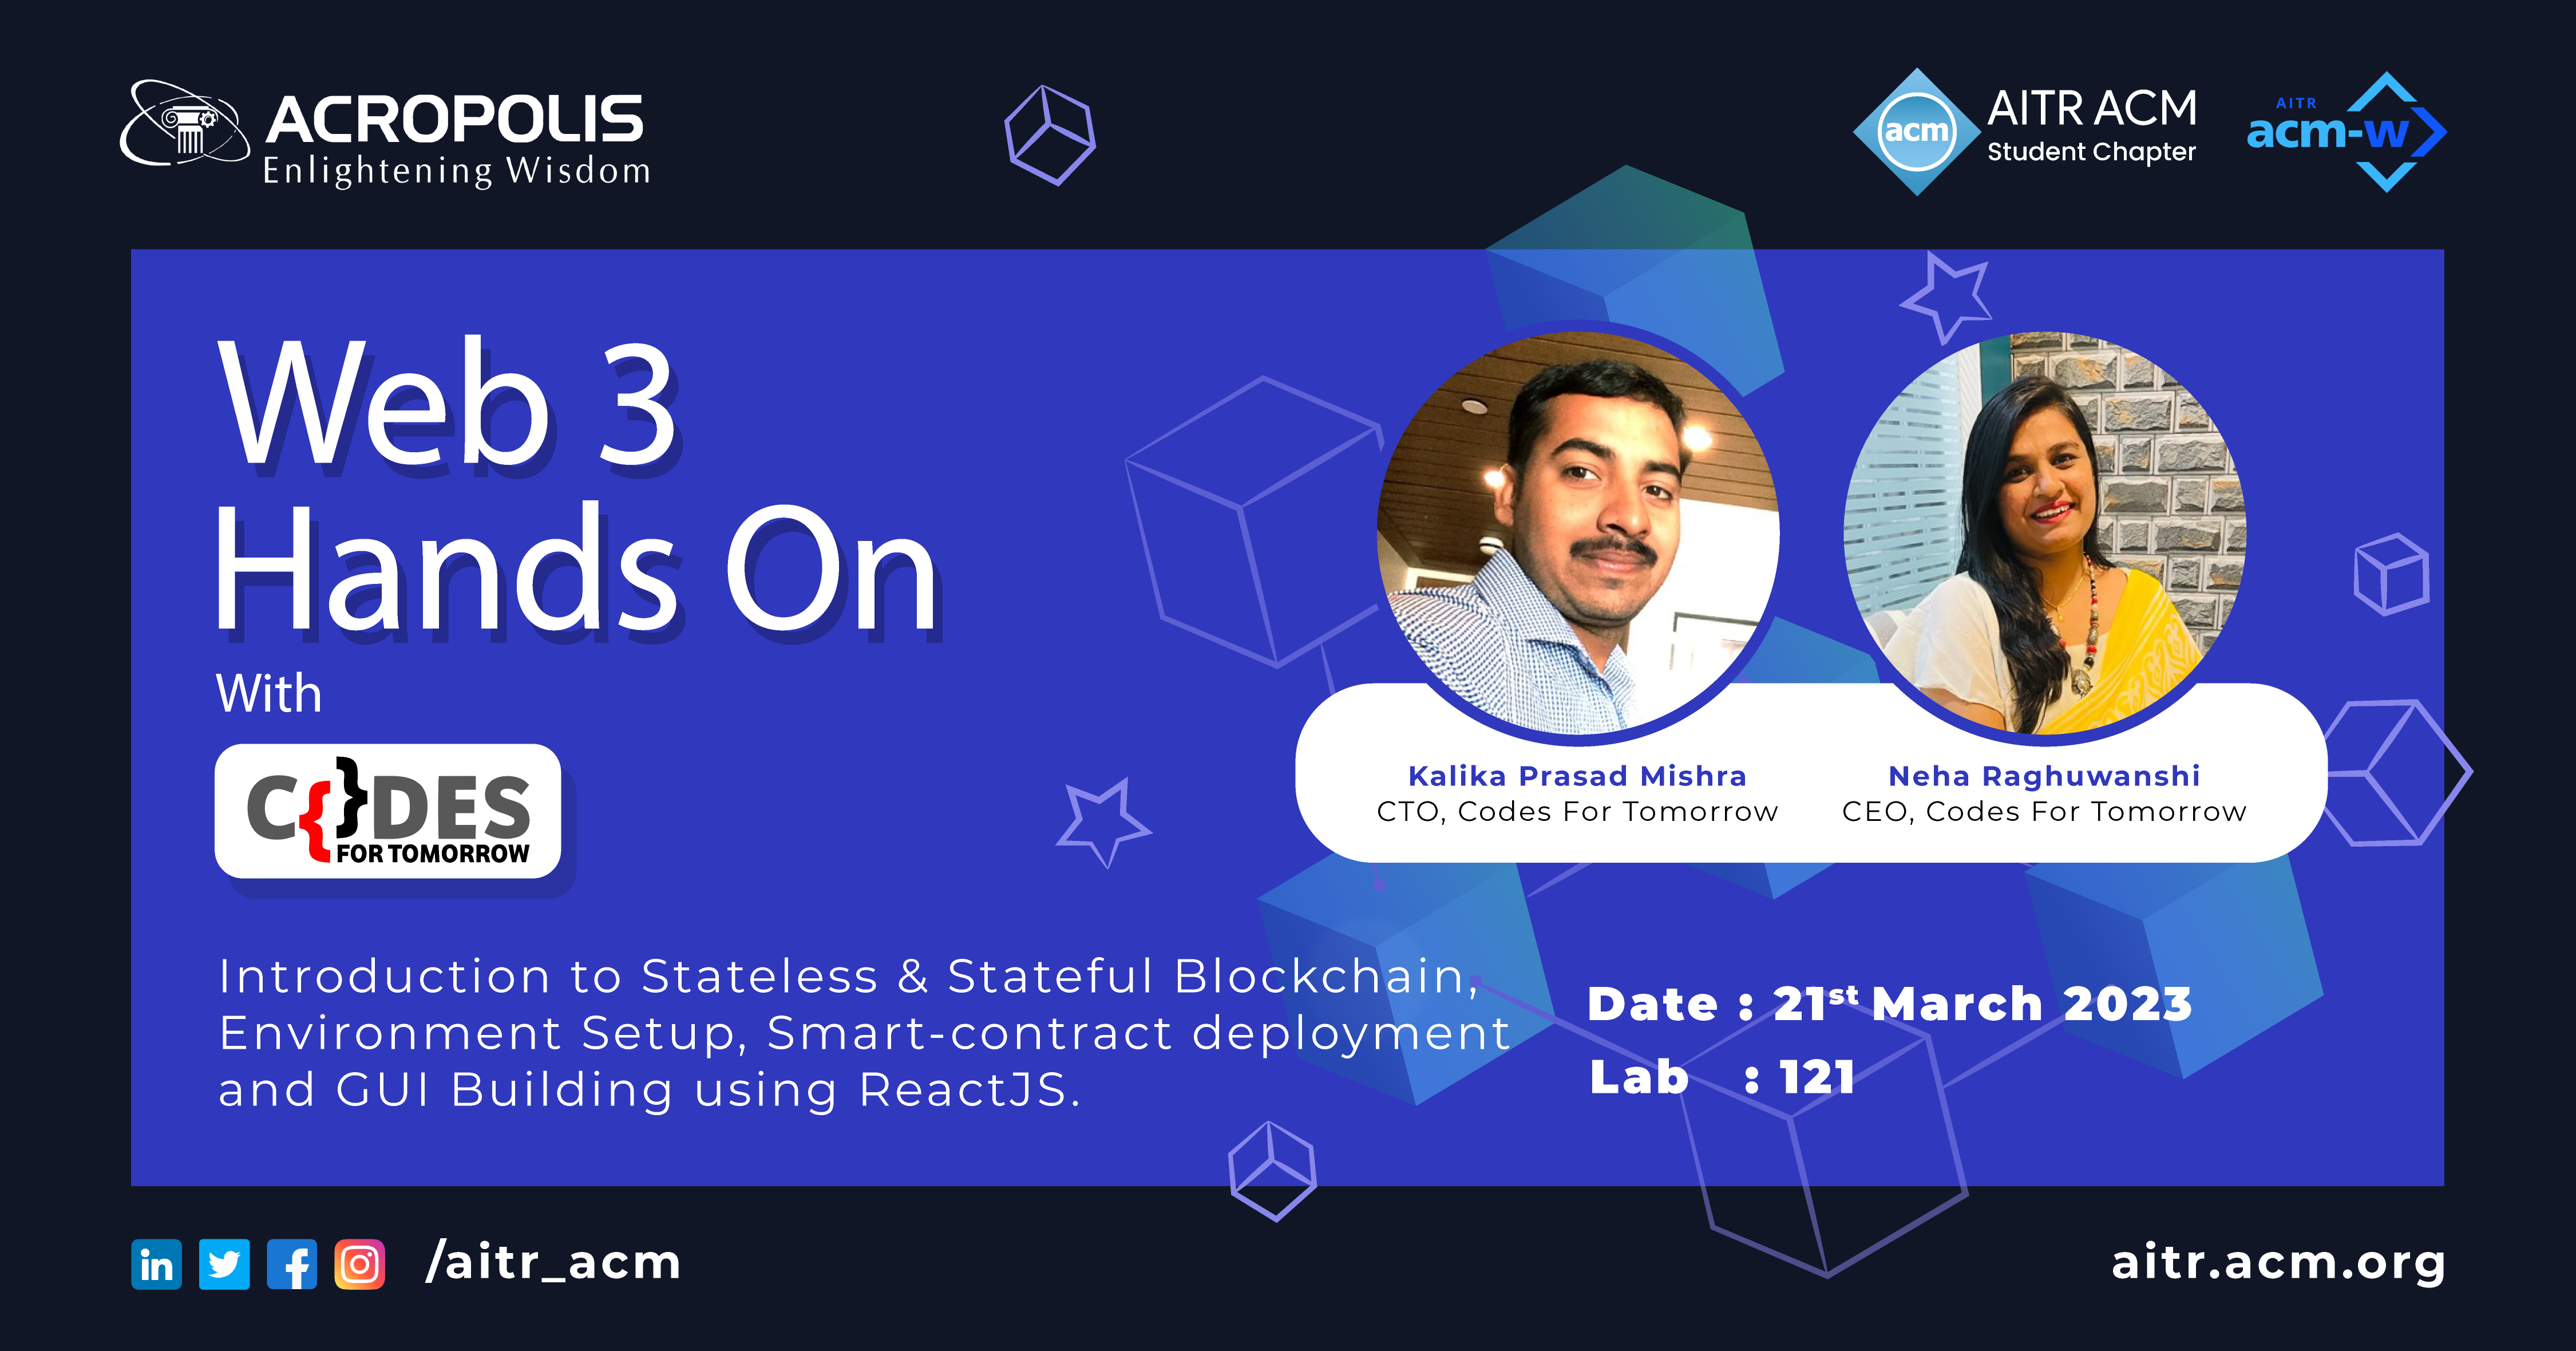 ACROPOLIS
Enlightening Wisdom
acm
AITR ACM
Student Chapter
AITR
acm-w
Web 3
Hands On
With
C{}DES
FOR TOMORROW
Kalika Prasad Mishra
CTO, Codes For Tomorrow
Neha Raghuwanshi
CEO, Codes For Tomorrow
Introduction to Stateless & Stateful Blockchain,
Environment Setup, Smart-contract deployment
and GUI Building using ReactJS.
Date : 21st March 2023
Lab : 121
in
/aitr_acm
aitr.acm.org